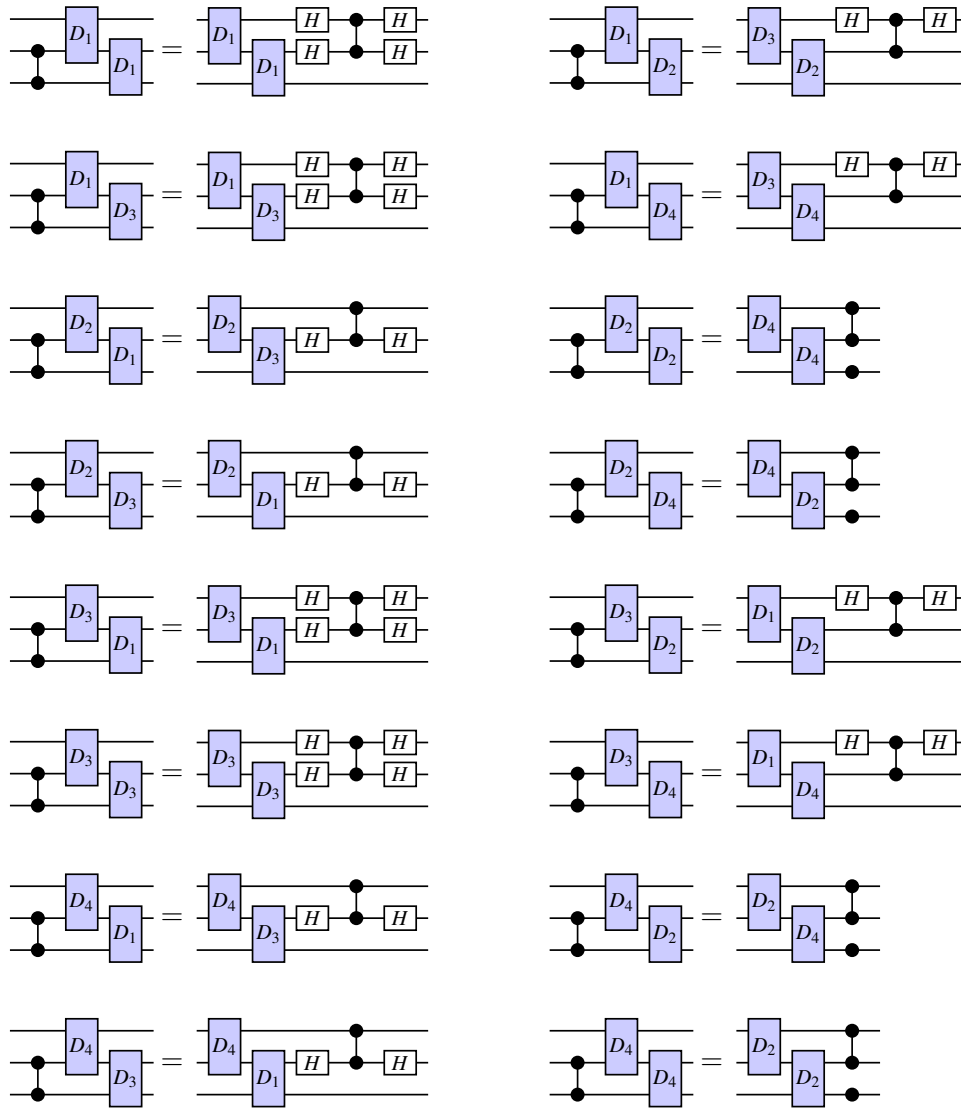 D₁ D₁ = D₁ D₁ H H H H
D₁ D₂ = D₃ D₂ H H
D₁ D₃ = D₁ D₃ H H H H
D₁ D₄ = D₃ D₄ H H
D₂ D₁ = D₂ D₃ H H
D₂ D₂ = D₄ D₄
D₂ D₃ = D₂ D₁ H H
D₂ D₄ = D₄ D₂
D₃ D₁ = D₃ D₁ H H H H
D₃ D₂ = D₁ D₂ H H
D₃ D₃ = D₃ D₃ H H H H
D₃ D₄ = D₁ D₄ H H
D₄ D₁ = D₄ D₃ H H
D₄ D₂ = D₂ D₄
D₄ D₃ = D₄ D₁ H H
D₄ D₄ = D₂ D₂